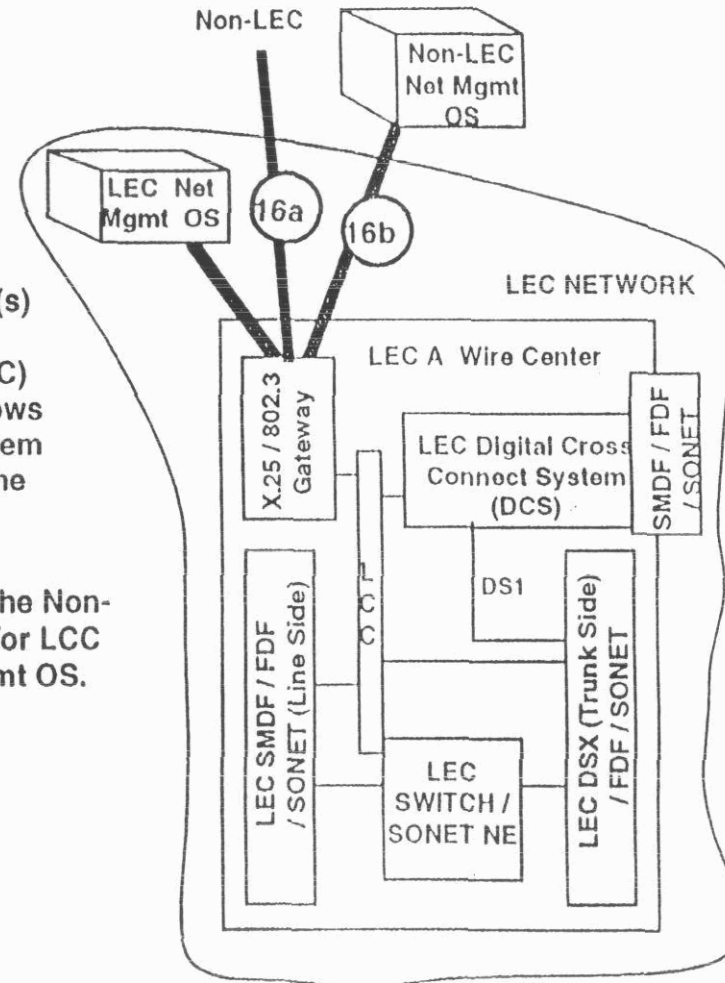 Non-LEC
Non-LEC
Net Mgmt
OS
LEC Net
Mgmt OS
16a
16b
LEC NETWORK
(s)
C)
ows
em
ne
he Non-
for LCC
mt OS.
LEC A Wire Center
X.25 / 802.3
Gateway
LEC Digital Cross
Connect System
(DCS)
SMDF / FDF
/ SONET
LCC
DS1
LEC SMDF / FDF
/ SONET (Line Side)
LEC SWITCH /
SONET NE
LEC DSX (Trunk Side)
/ FDF / SONET